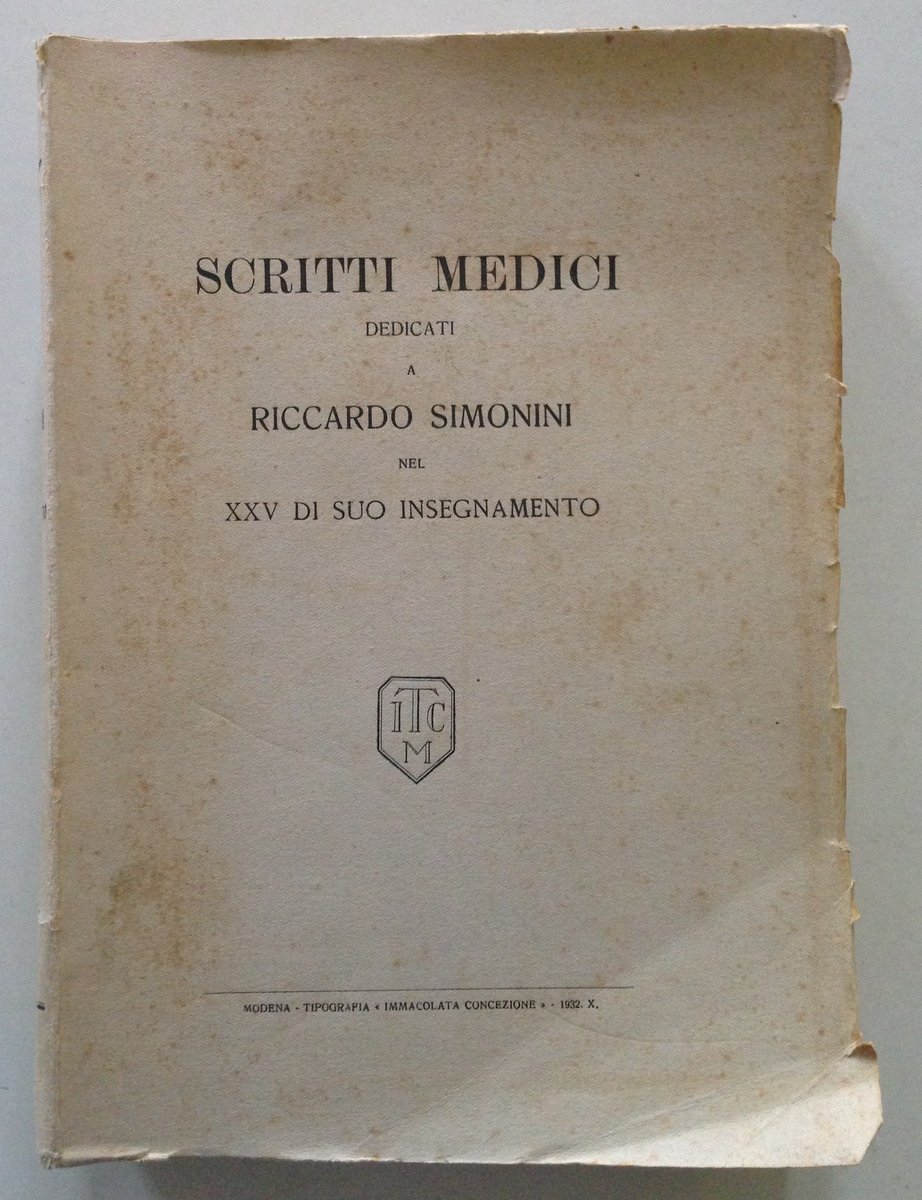 SCRITTI MEDICI
DEDICATI
A
RICCARDO SIMONINI
NEL
XXV DI SUO INSEGNAMENTO
ITC
M
MODENA - TIPOGRAFIA « IMMACOLATA CONCEZIONE » - 1932. X.